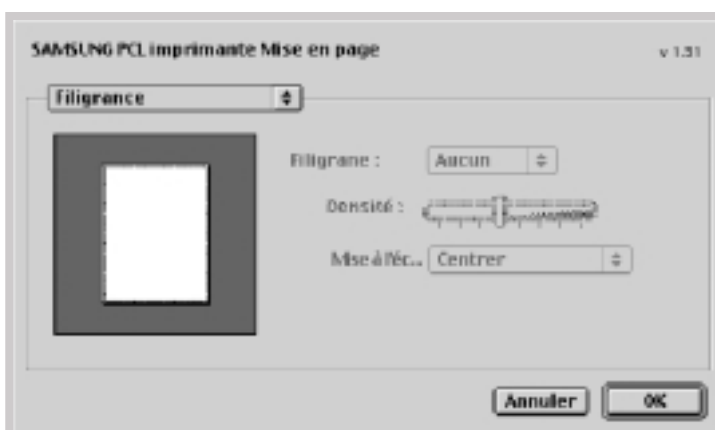 SAMSUNG PCL imprimante Mise en page
v 1.31
Filigrance
Filigrane :
Aucun
Densité :
Mise à l'éc...
Centrer
Annuler
OK